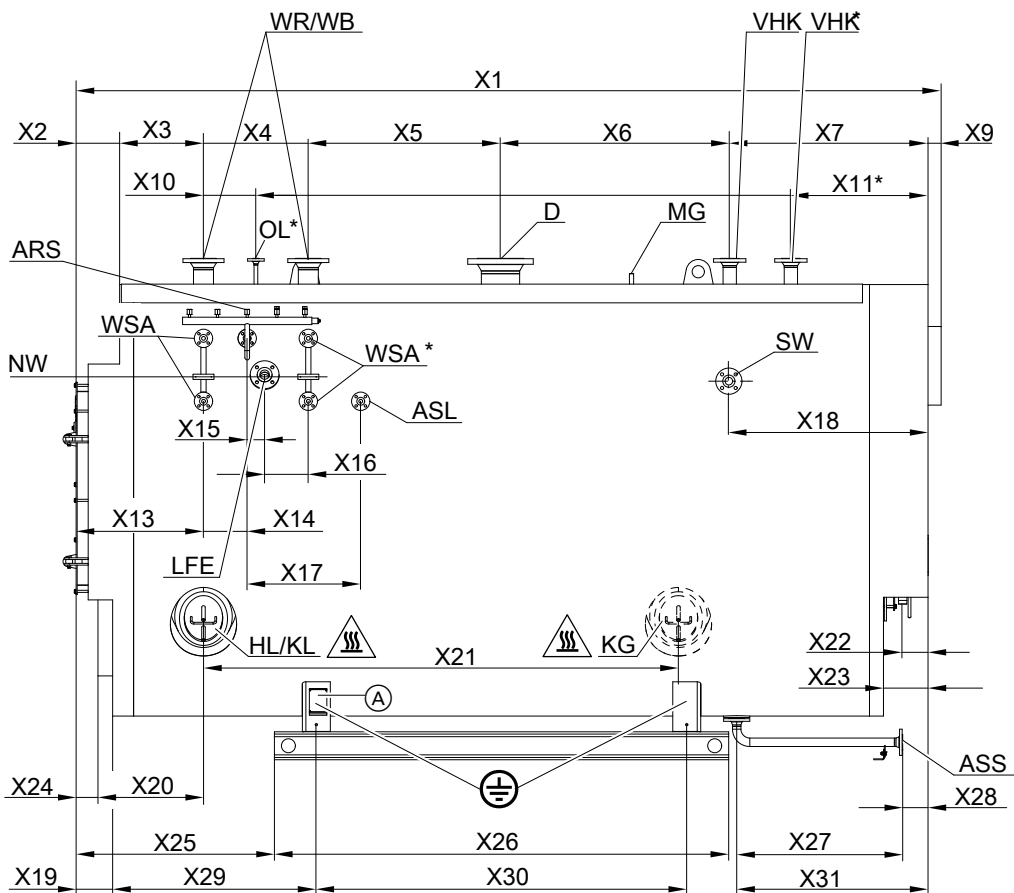 WR/WB
VHK VHK*
X1
X2 X3 X4 X5 X6 X7 X9
X10 X11*
OL* D MG
ARS
WSA
NW WSA* SW
ASL
X15 X18
X16
X13 X14
LFE X17
HL/KL KG X22
X21
X23
A
ASS
X24 X20 X28
X25 X26 X27
X19 X29 X30 X31